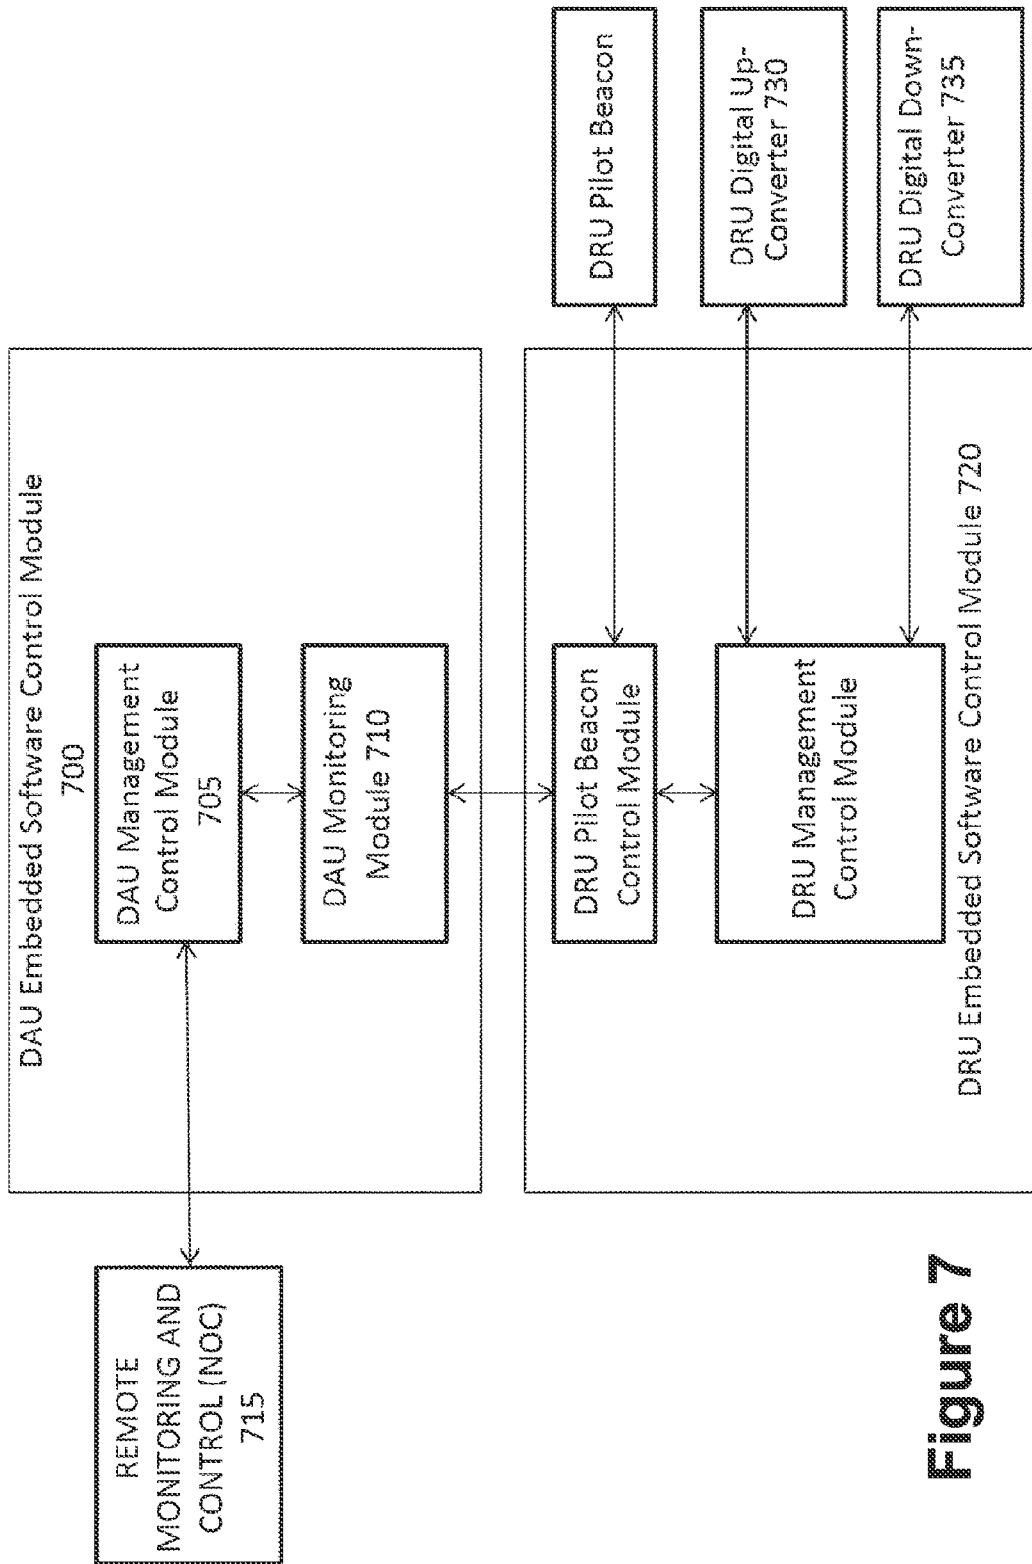 DAU Embedded Software Control Module
700
REMOTE
MONITORING AND
CONTROL (NOC)
715
DAU Management
Control Module
705
DAU Monitoring
Module 710
DRU Pilot Beacon
Control Module
DRU Pilot Beacon
DRU Management
Control Module
DRU Digital Up-
Converter 730
DRU Digital Down-
Converter 735
DRU Embedded Software Control Module 720
Figure 7